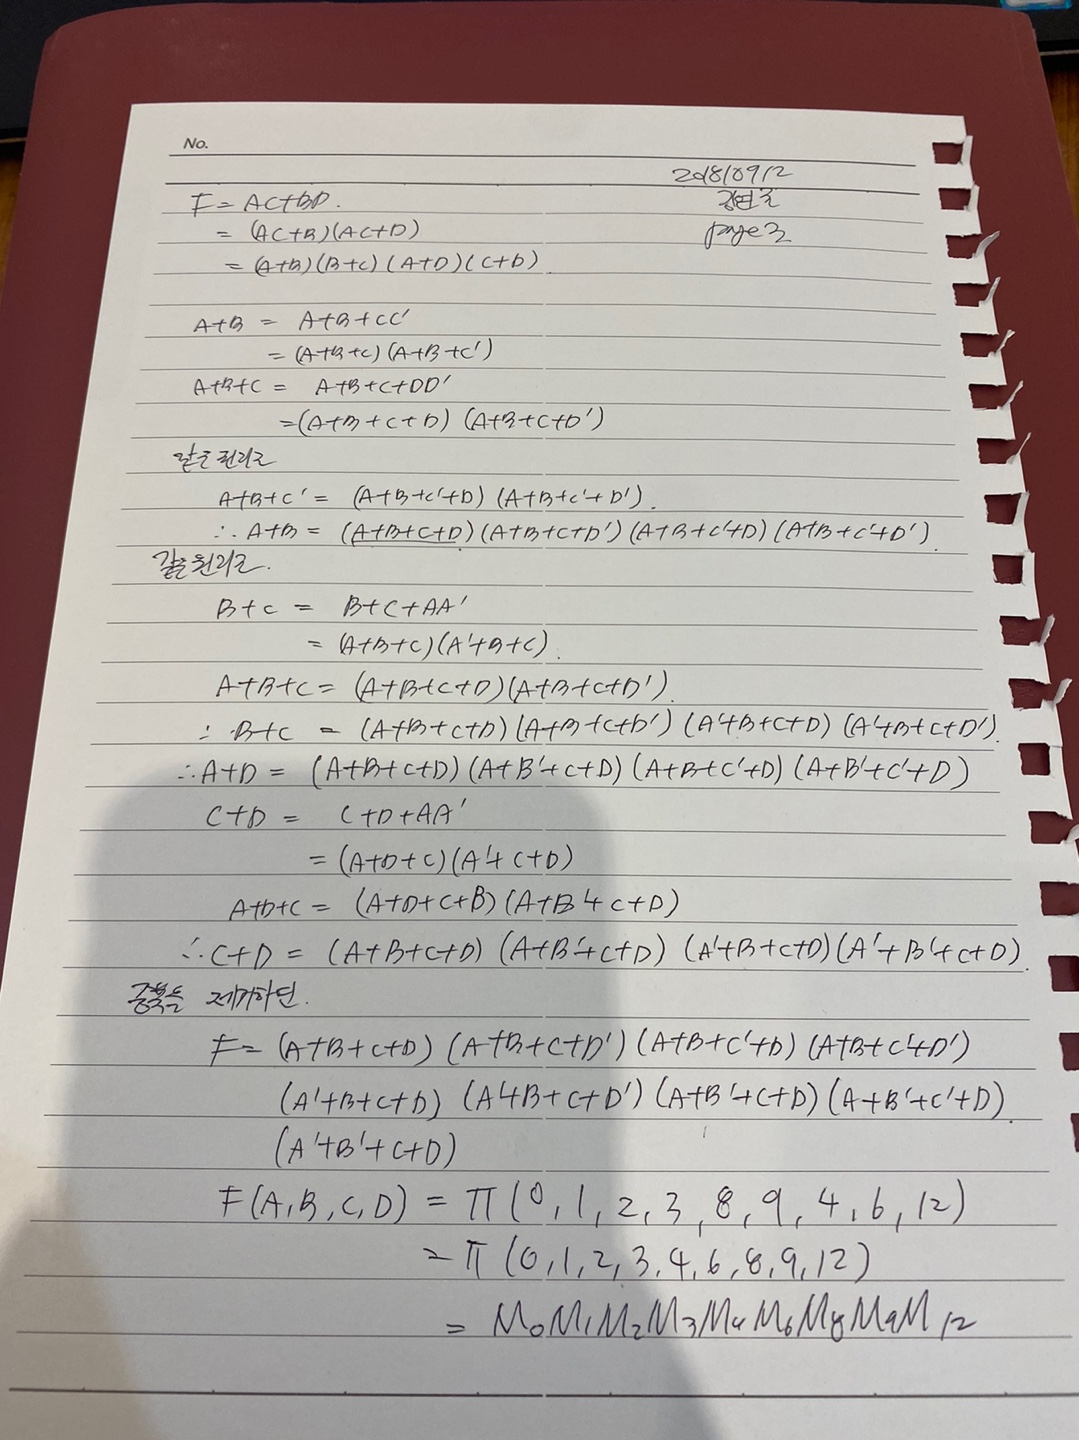 No.
2018/09/2
F = AC+BD.
page 3
= (AC+B)(AC+D)
= (A+B)(B+C)(A+D)(C+D)
A+B = A+B+CC'
= (A+B+C)(A+B+C')
A+B+C = A+B+C+DD'
=(A+B+C+D) (A+B+C+D')
같은 원리로
A+B+C' = (A+B+C'+D) (A+B+C'+D').
∴ A+B = (A+B+C+D)(A+B+C+D')(A+B+C'+D)(A+B+C'+D').
같은 원리로.
B+C = B+C+AA'
= (A+B+C)(A'+B+C).
A+B+C = (A+B+C+D)(A+B+C+D').
∴ B+C = (A+B+C+D)(A+B+C+D')(A'+B+C+D)(A'+B+C+D').
∴ A+D = (A+B+C+D)(A+B'+C+D)(A+B+C'+D)(A+B'+C'+D)
C+D = C+D+AA'
= (A+D+C)(A'+C+D)
A+D+C = (A+D+C+B)(A+B'+C+D)
∴ C+D = (A+B+C+D)(A+B'+C+D)(A'+B+C+D)(A'+B'+C+D).
중복을 제거하면.
F= (A+B+C+D)(A+B+C+D')(A+B+C'+D)(A+B+C'+D')
(A'+B+C+D)(A'+B+C+D')(A+B'+C+D)(A+B'+C'+D).
(A'+B'+C+D)
F(A,B,C,D) = π(0,1,2,3,8,9,4,6,12)
= π(0,1,2,3,4,6,8,9,12)
= M0M1M2M3M4M6M8M9M12